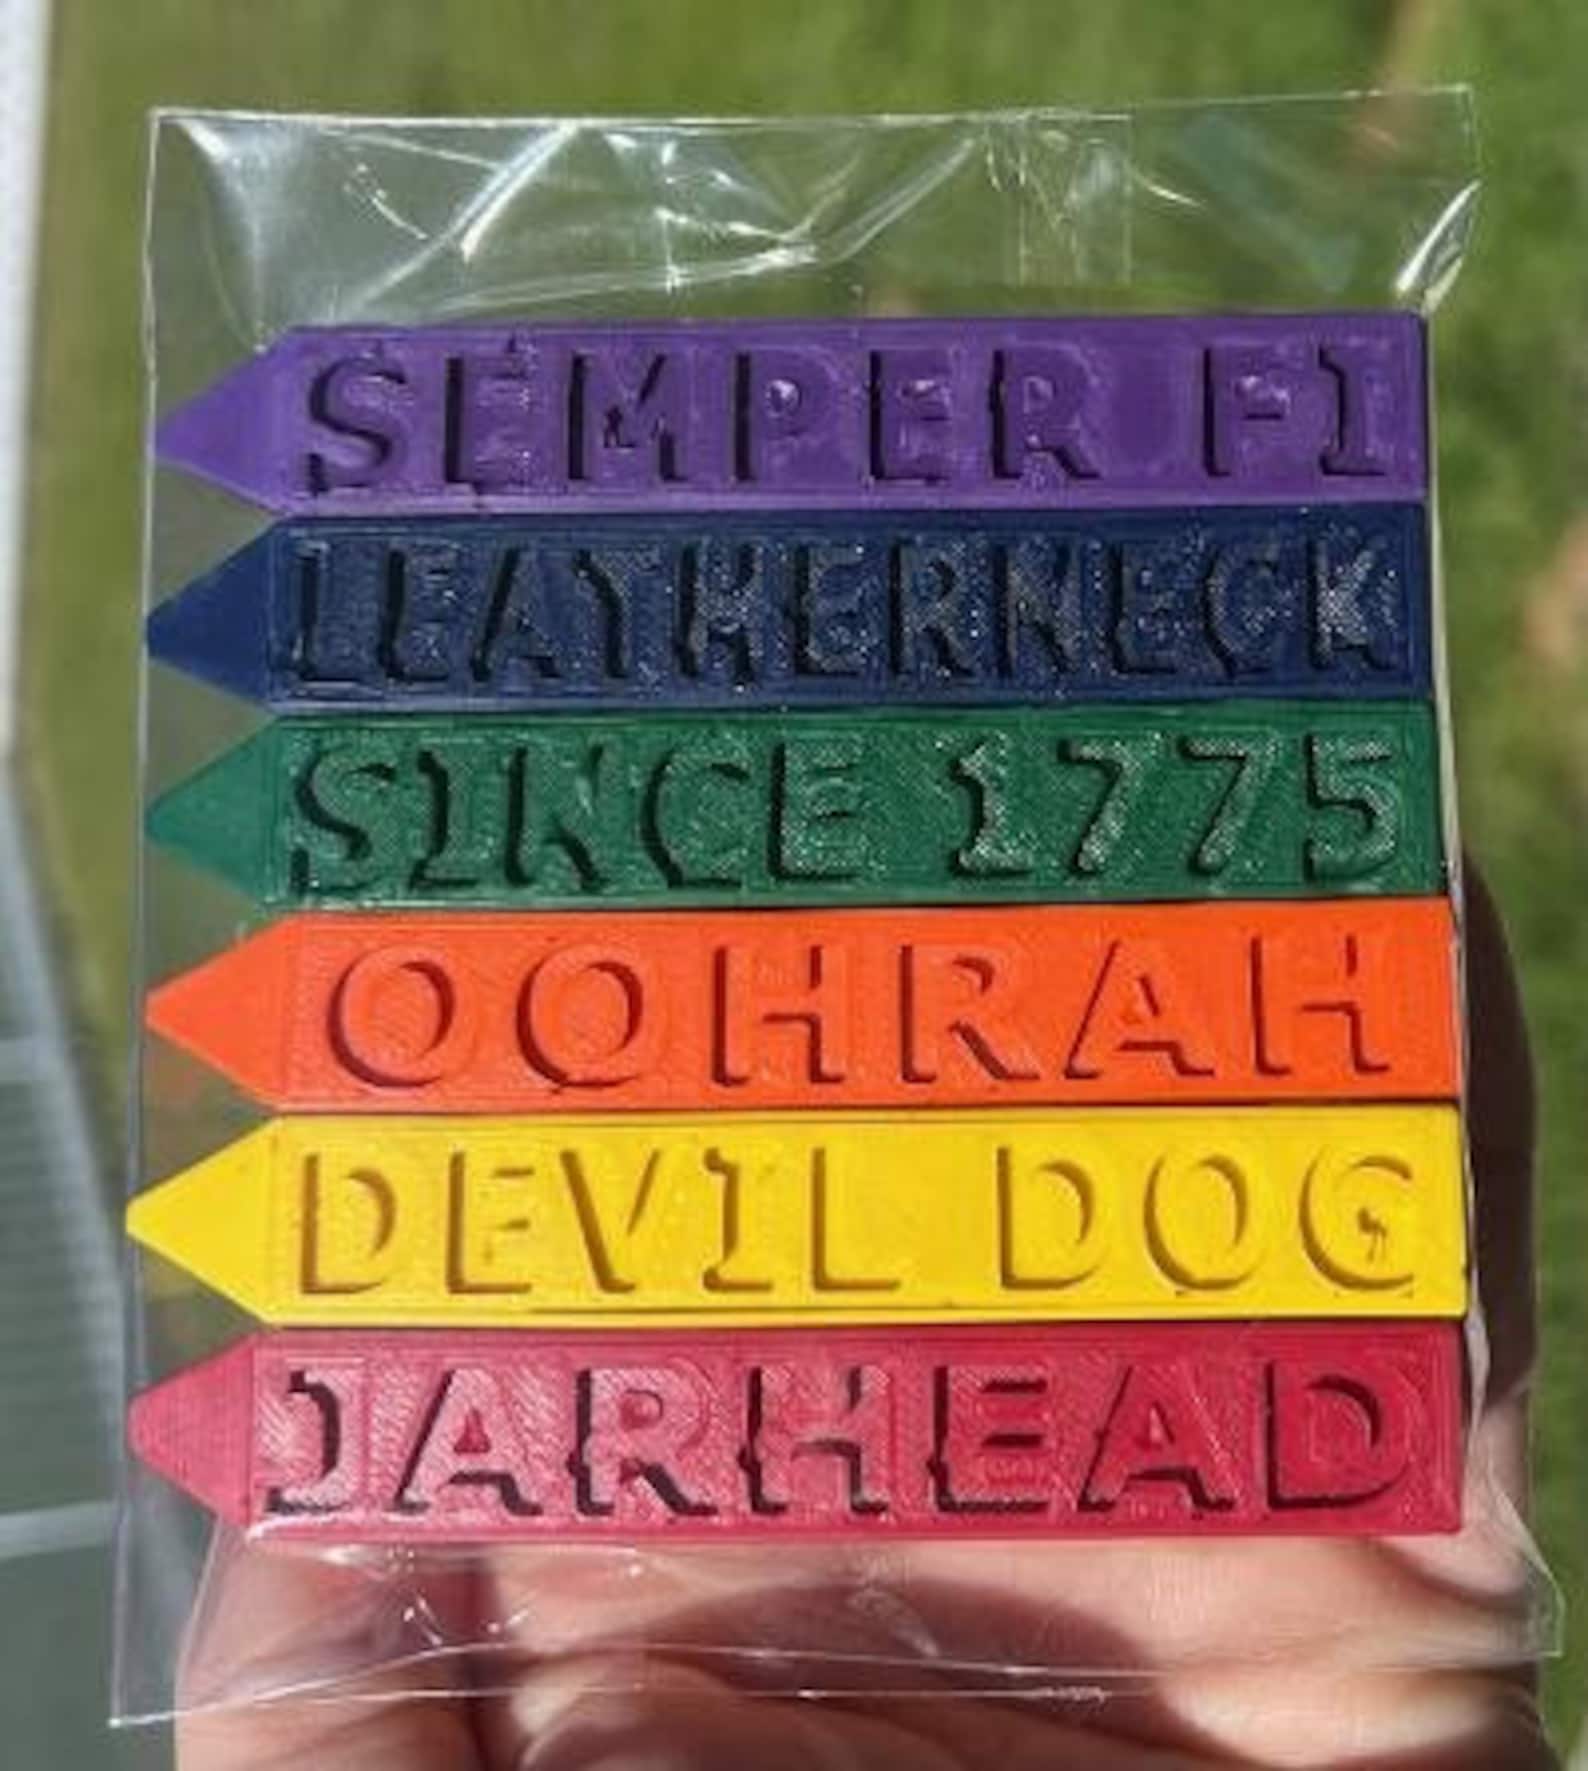 SEMPER FI
LEATHERNECK
SINCE 1775
OOHRAH
DEVIL DOG
JARHEAD